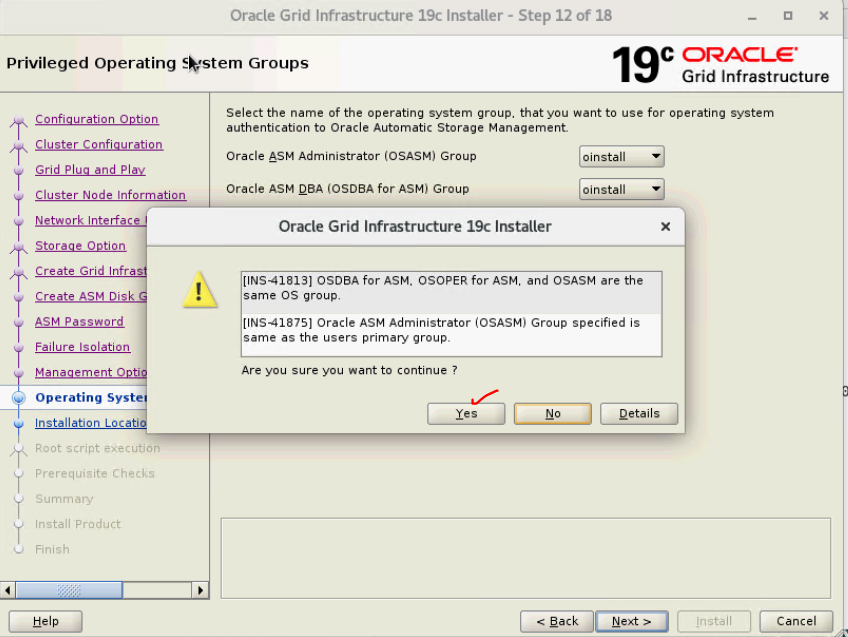 Oracle Grid Infrastructure 19c Installer - Step 12 of 18
Privileged Operating System Groups
19c ORACLE
Grid Infrastructure
Configuration Option
Cluster Configuration
Grid Plug and Play
Cluster Node Information
Network Interface
Storage Option
Create Grid Infrast
Create ASM Disk G
ASM Password
Failure Isolation
Management Optio
Operating Syste
Installation Locatio
Root script execution
Prerequisite Checks
Summary
Install Product
Finish
Select the name of the operating system group, that you want to use for operating system
authentication to Oracle Automatic Storage Management.
Oracle ASM Administrator (OSASM) Group oinstall
Oracle ASM DBA (OSDBA for ASM) Group oinstall
Oracle Grid Infrastructure 19c Installer
[INS-41813] OSDBA for ASM, OSOPER for ASM, and OSASM are the
same OS group.
[INS-41875] Oracle ASM Administrator (OSASM) Group specified is
same as the users primary group.
Are you sure you want to continue ?
Yes No Details
Help < Back Next > Install Cancel